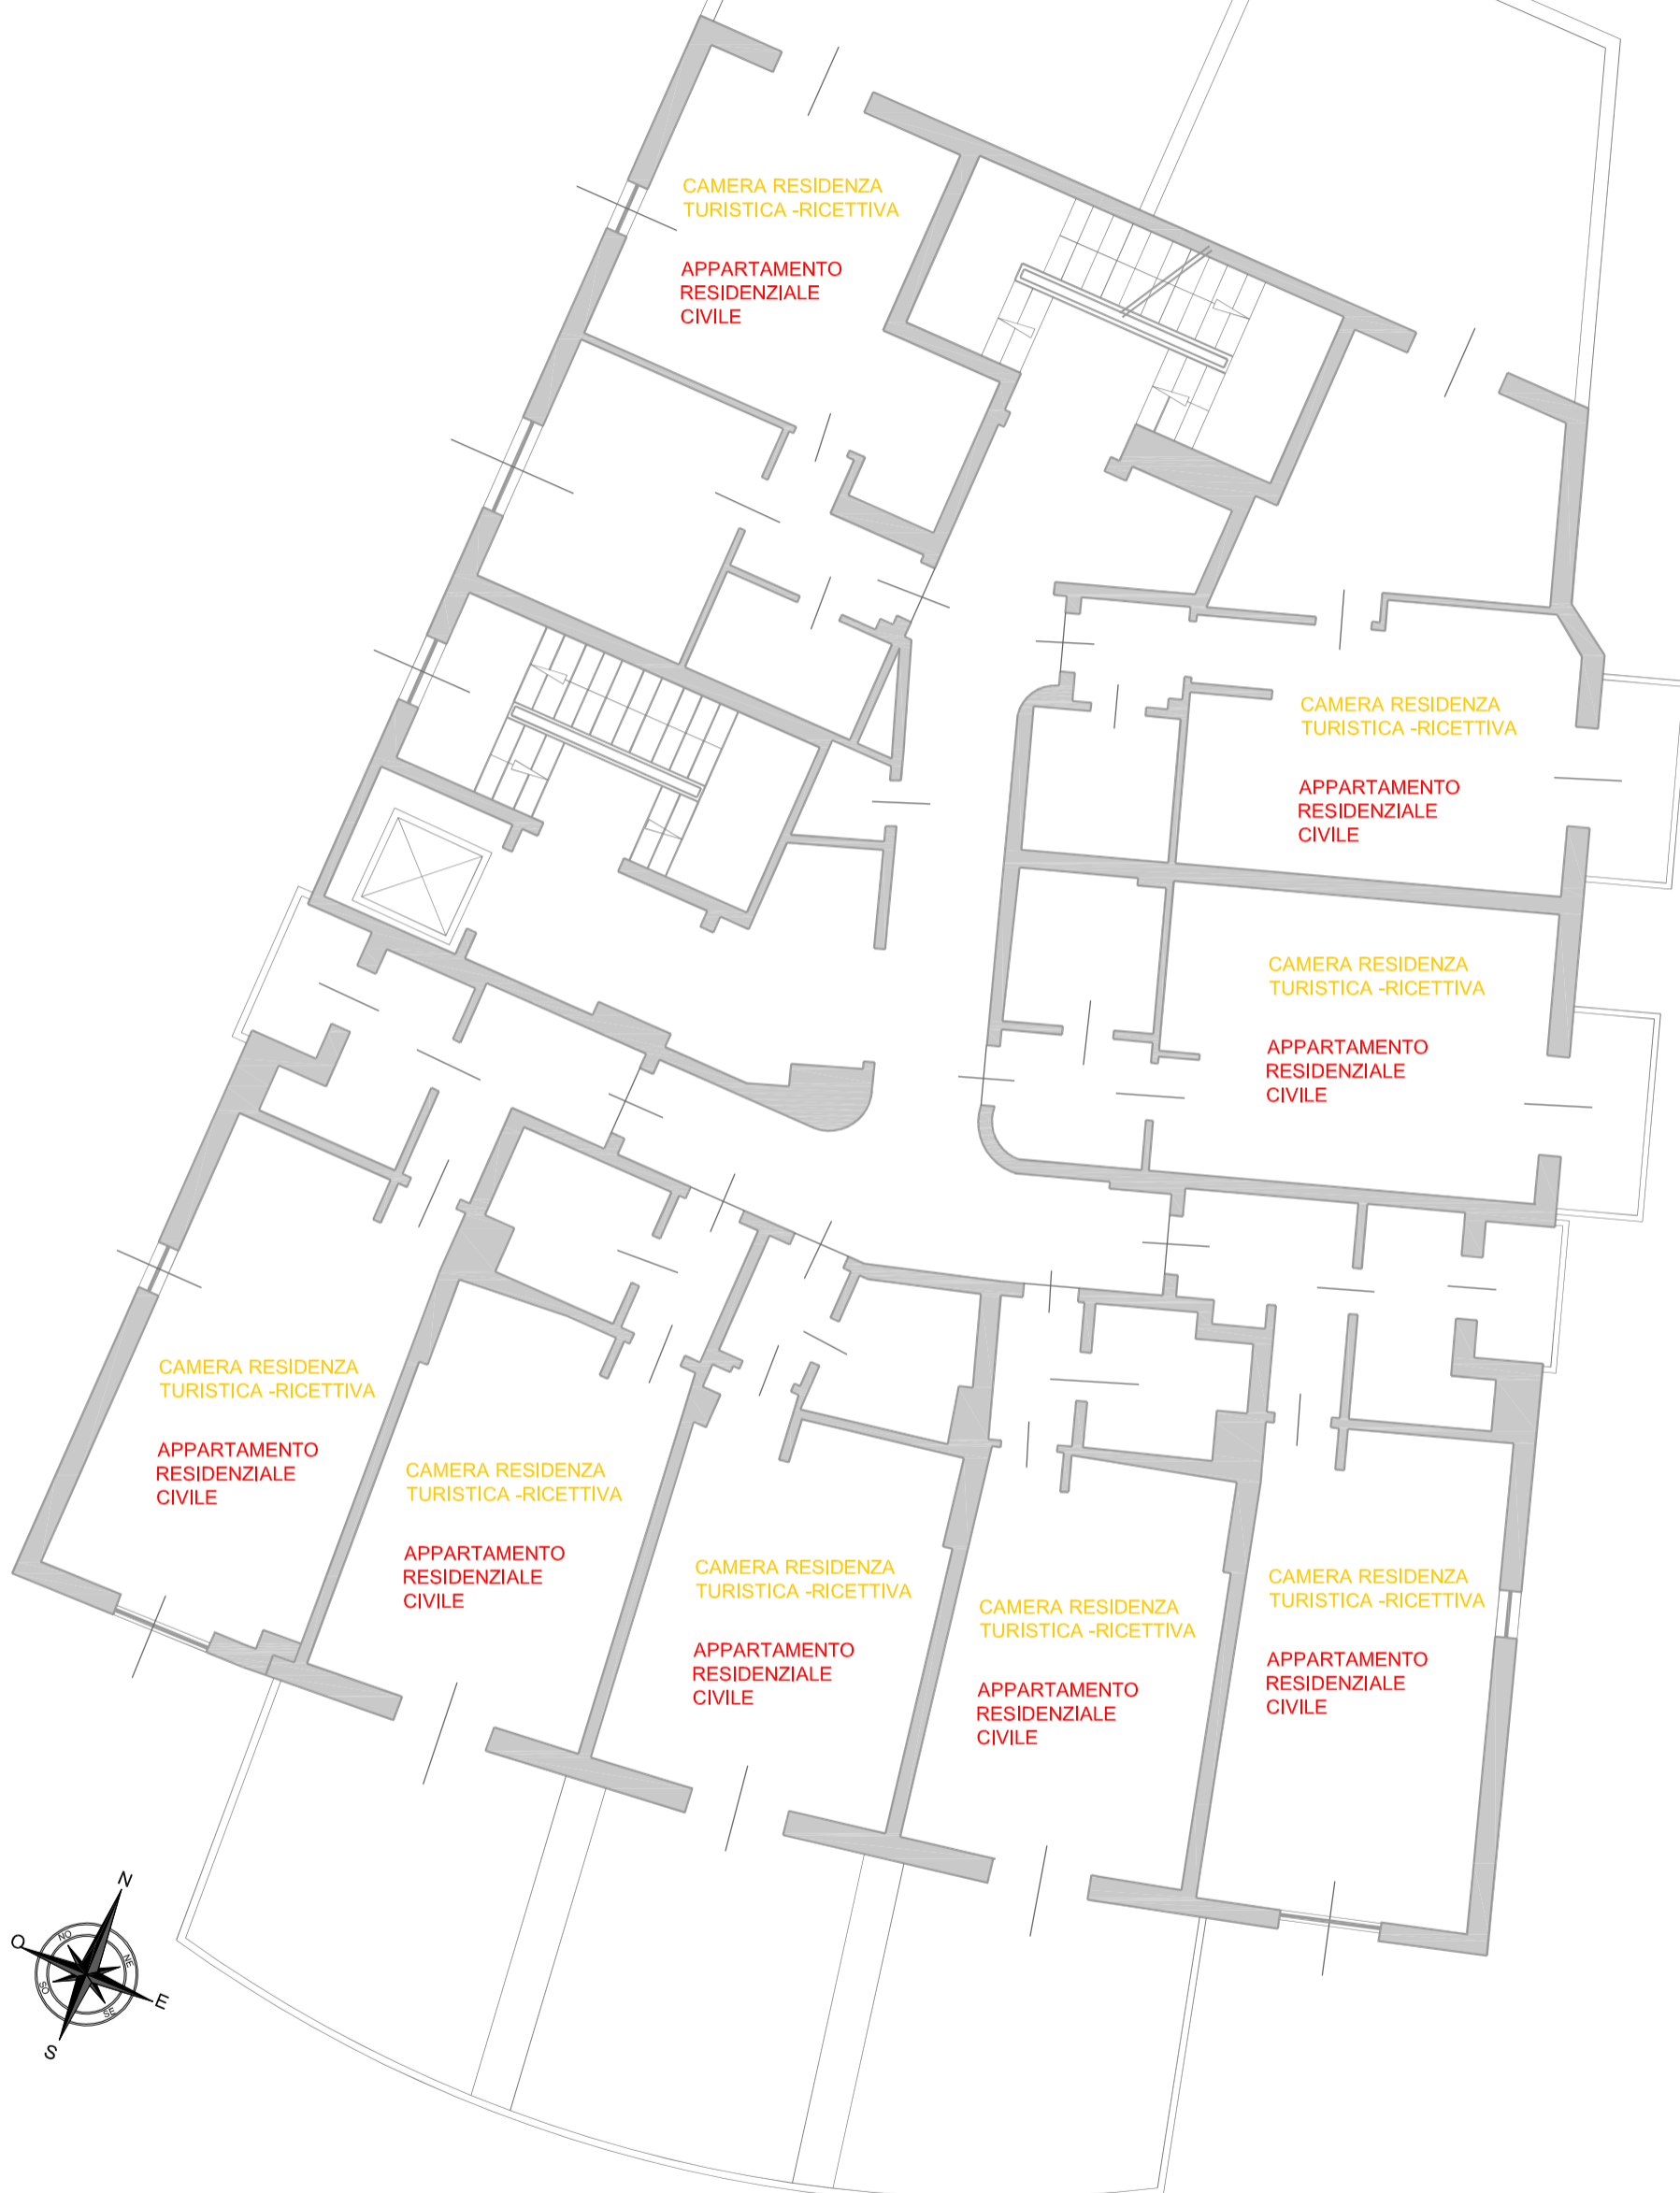 CAMERA RESIDENZA
TURISTICA -RICETTIVA
APPARTAMENTO
RESIDENZIALE
CIVILE
CAMERA RESIDENZA
TURISTICA -RICETTIVA
APPARTAMENTO
RESIDENZIALE
CIVILE
CAMERA RESIDENZA
TURISTICA -RICETTIVA
APPARTAMENTO
RESIDENZIALE
CIVILE
CAMERA RESIDENZA
TURISTICA -RICETTIVA
APPARTAMENTO
RESIDENZIALE
CIVILE
CAMERA RESIDENZA
TURISTICA -RICETTIVA
APPARTAMENTO
RESIDENZIALE
CIVILE
CAMERA RESIDENZA
TURISTICA -RICETTIVA
APPARTAMENTO
RESIDENZIALE
CIVILE
CAMERA RESIDENZA
TURISTICA -RICETTIVA
APPARTAMENTO
RESIDENZIALE
CIVILE
CAMERA RESIDENZA
TURISTICA -RICETTIVA
APPARTAMENTO
RESIDENZIALE
CIVILE
N
NO
NE
O
E
SO
SE
S